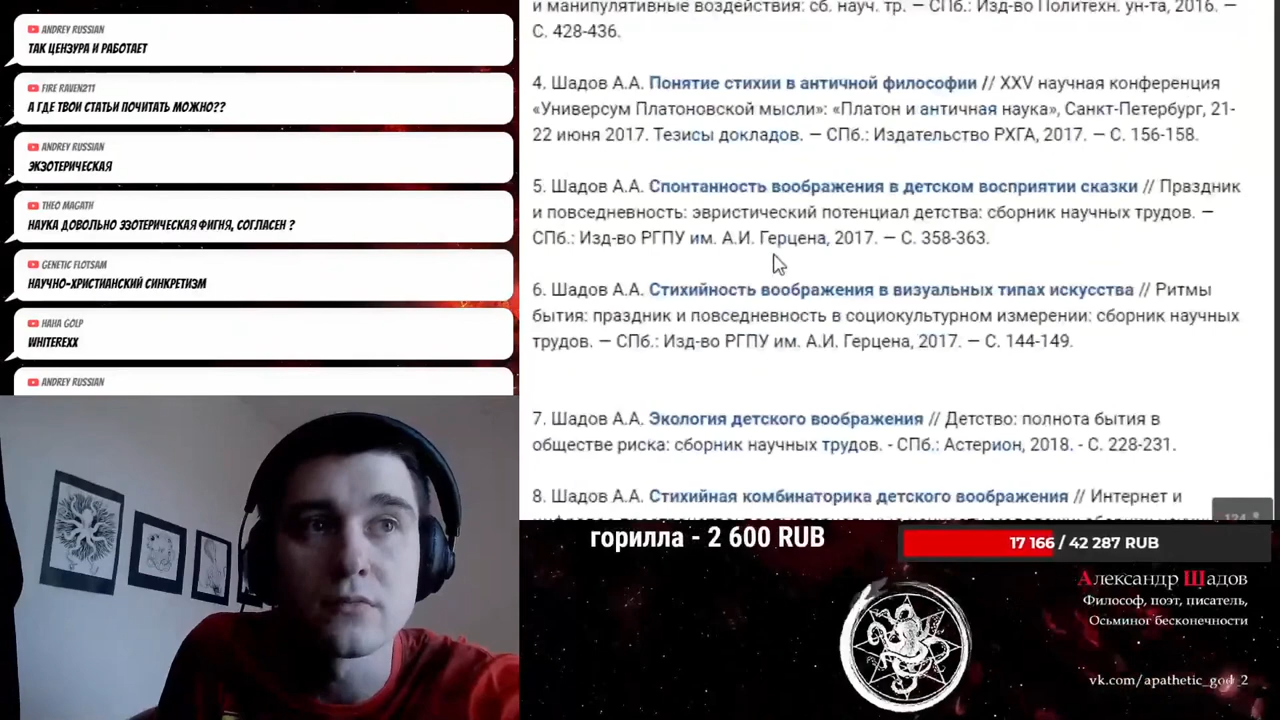 ANDREY RUSSIAN
ТАК ЦЕНЗУРА И РАБОТАЕТ
FIRE RAVEN211
А ГДЕ ТВОИ СТАТЬИ ПОЧИТАТЬ МОЖНО??
ANDREY RUSSIAN
ЭКЗОТЕРИЧЕСКАЯ
THEO MAGATH
НАУКА ДОВОЛЬНО ЭЗОТЕРИЧЕСКАЯ ФИГНЯ, СОГЛАСЕН ?
GENETIC FLOTSAM
НАУЧНО-ХРИСТИАНСКИЙ СИНКРЕТИЗМ
HAHA GOLP
WHITEREXX
ANDREY RUSSIAN
и манипулятивные воздействия: сб. науч. тр. — СПб.: Изд-во Политехн. ун-та, 2016. —
С. 428-436.
4. Шадов А.А. Понятие стихии в античной философии // XXV научная конференция
«Универсум Платоновской мысли»: «Платон и античная наука», Санкт-Петербург, 21-
22 июня 2017. Тезисы докладов. — СПб.: Издательство РХГА, 2017. — С. 156-158.
5. Шадов А.А. Спонтанность воображения в детском восприятии сказки // Праздник
и повседневность: эвристический потенциал детства: сборник научных трудов. —
СПб.: Изд-во РГПУ им. А.И. Герцена, 2017. — С. 358-363.
6. Шадов А.А. Стихийность воображения в визуальных типах искусства // Ритмы
бытия: праздник и повседневность в социокультурном измерении: сборник научных
трудов. — СПб.: Изд-во РГПУ им. А.И. Герцена, 2017. — С. 144-149.
7. Шадов А.А. Экология детского воображения // Детство: полнота бытия в
обществе риска: сборник научных трудов. - СПб.: Астерион, 2018. - С. 228-231.
8. Шадов А.А. Стихийная комбинаторика детского воображения // Интернет и
горилла - 2 600 RUB
17 166 / 42 287 RUB
Александр Шадов
Философ, поэт, писатель,
Осьминог бесконечности
vk.com/apathetic_god_2